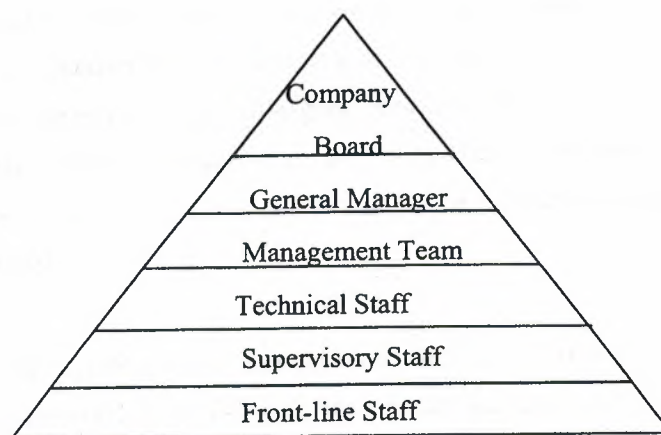 Company
Board
General Manager
Management Team
Technical Staff
Supervisory Staff
Front-line Staff